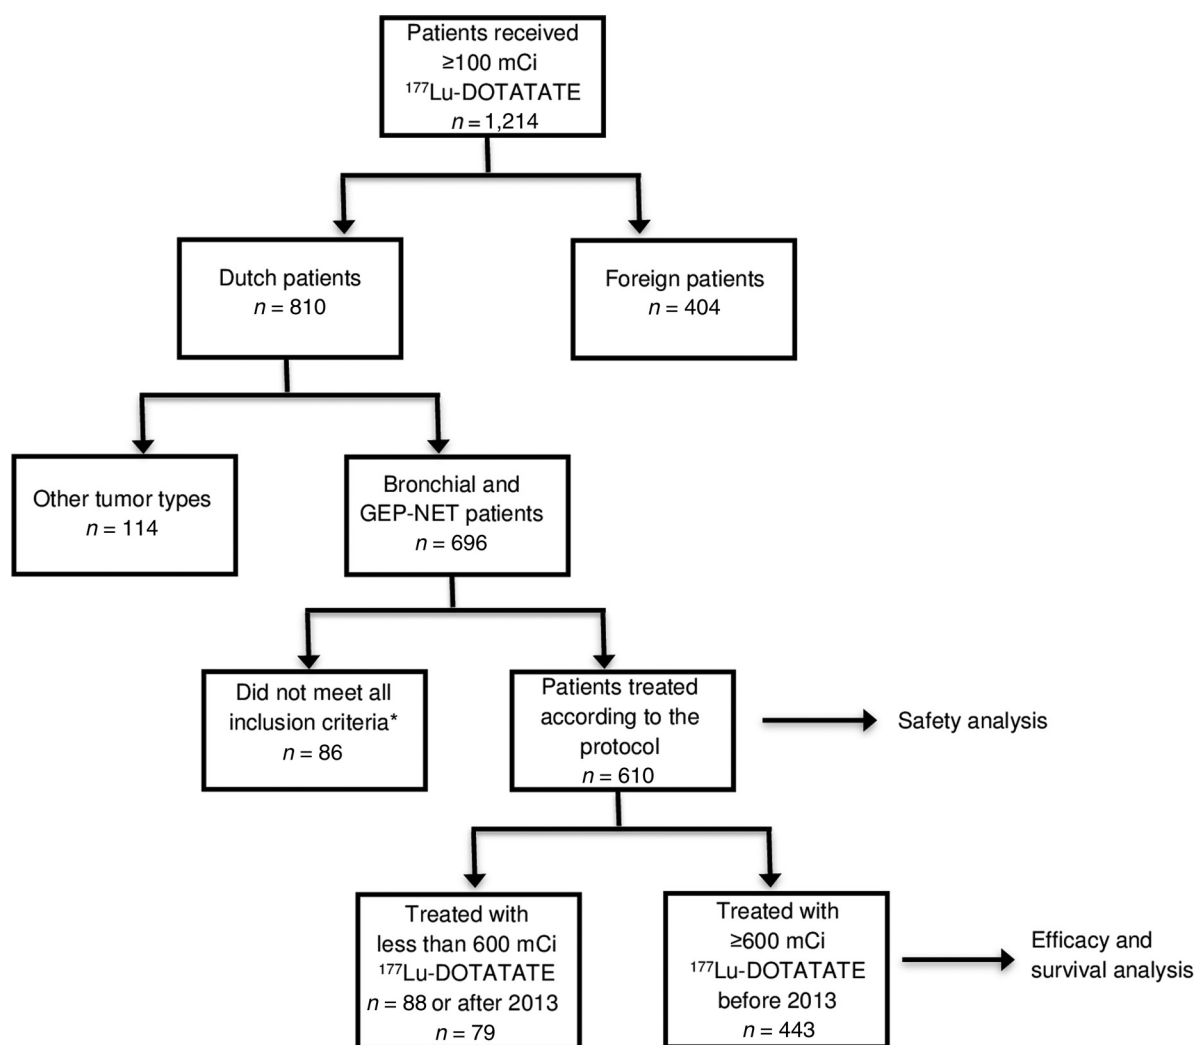 Patients received
≥100 mCi
¹⁷⁷Lu-DOTATATE
n = 1,214
Dutch patients
n = 810
Foreign patients
n = 404
Other tumor types
n = 114
Bronchial and
GEP-NET patients
n = 696
Did not meet all
inclusion criteria*
n = 86
Patients treated
according to the
protocol
n = 610
Safety analysis
Treated with
less than 600 mCi
¹⁷⁷Lu-DOTATATE
n = 88 or after 2013
n = 79
Treated with
≥600 mCi
¹⁷⁷Lu-DOTATATE
before 2013
n = 443
Efficacy and
survival analysis